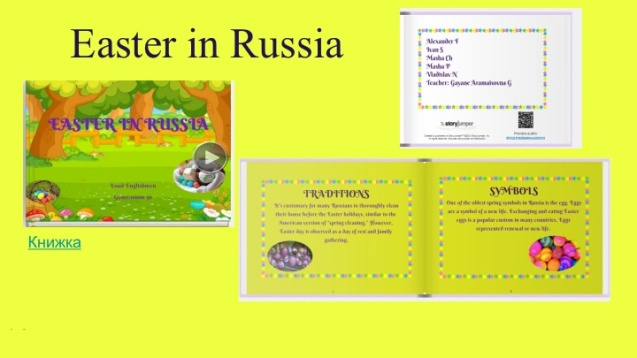 Easter in Russia
Alexander T
Ivan S
Masha Ch
Masha P
Vladislav N
Teacher: Gayane Aramaisovna G
storyjumper
EASTER IN RUSSIA
Книжка
TRADITIONS
It's customary for many Russians to thoroughly clean
their house before the Easter holidays, similar to the
American version of "spring cleaning." However,
Easter day is observed as a day of rest and family
gathering.
SYMBOLS
One of the oldest spring symbols in Russia is the egg. Eggs
are a symbol of a new life. Exchanging and eating Easter
eggs is a popular custom in many countries. Eggs
represented renewal or new life.